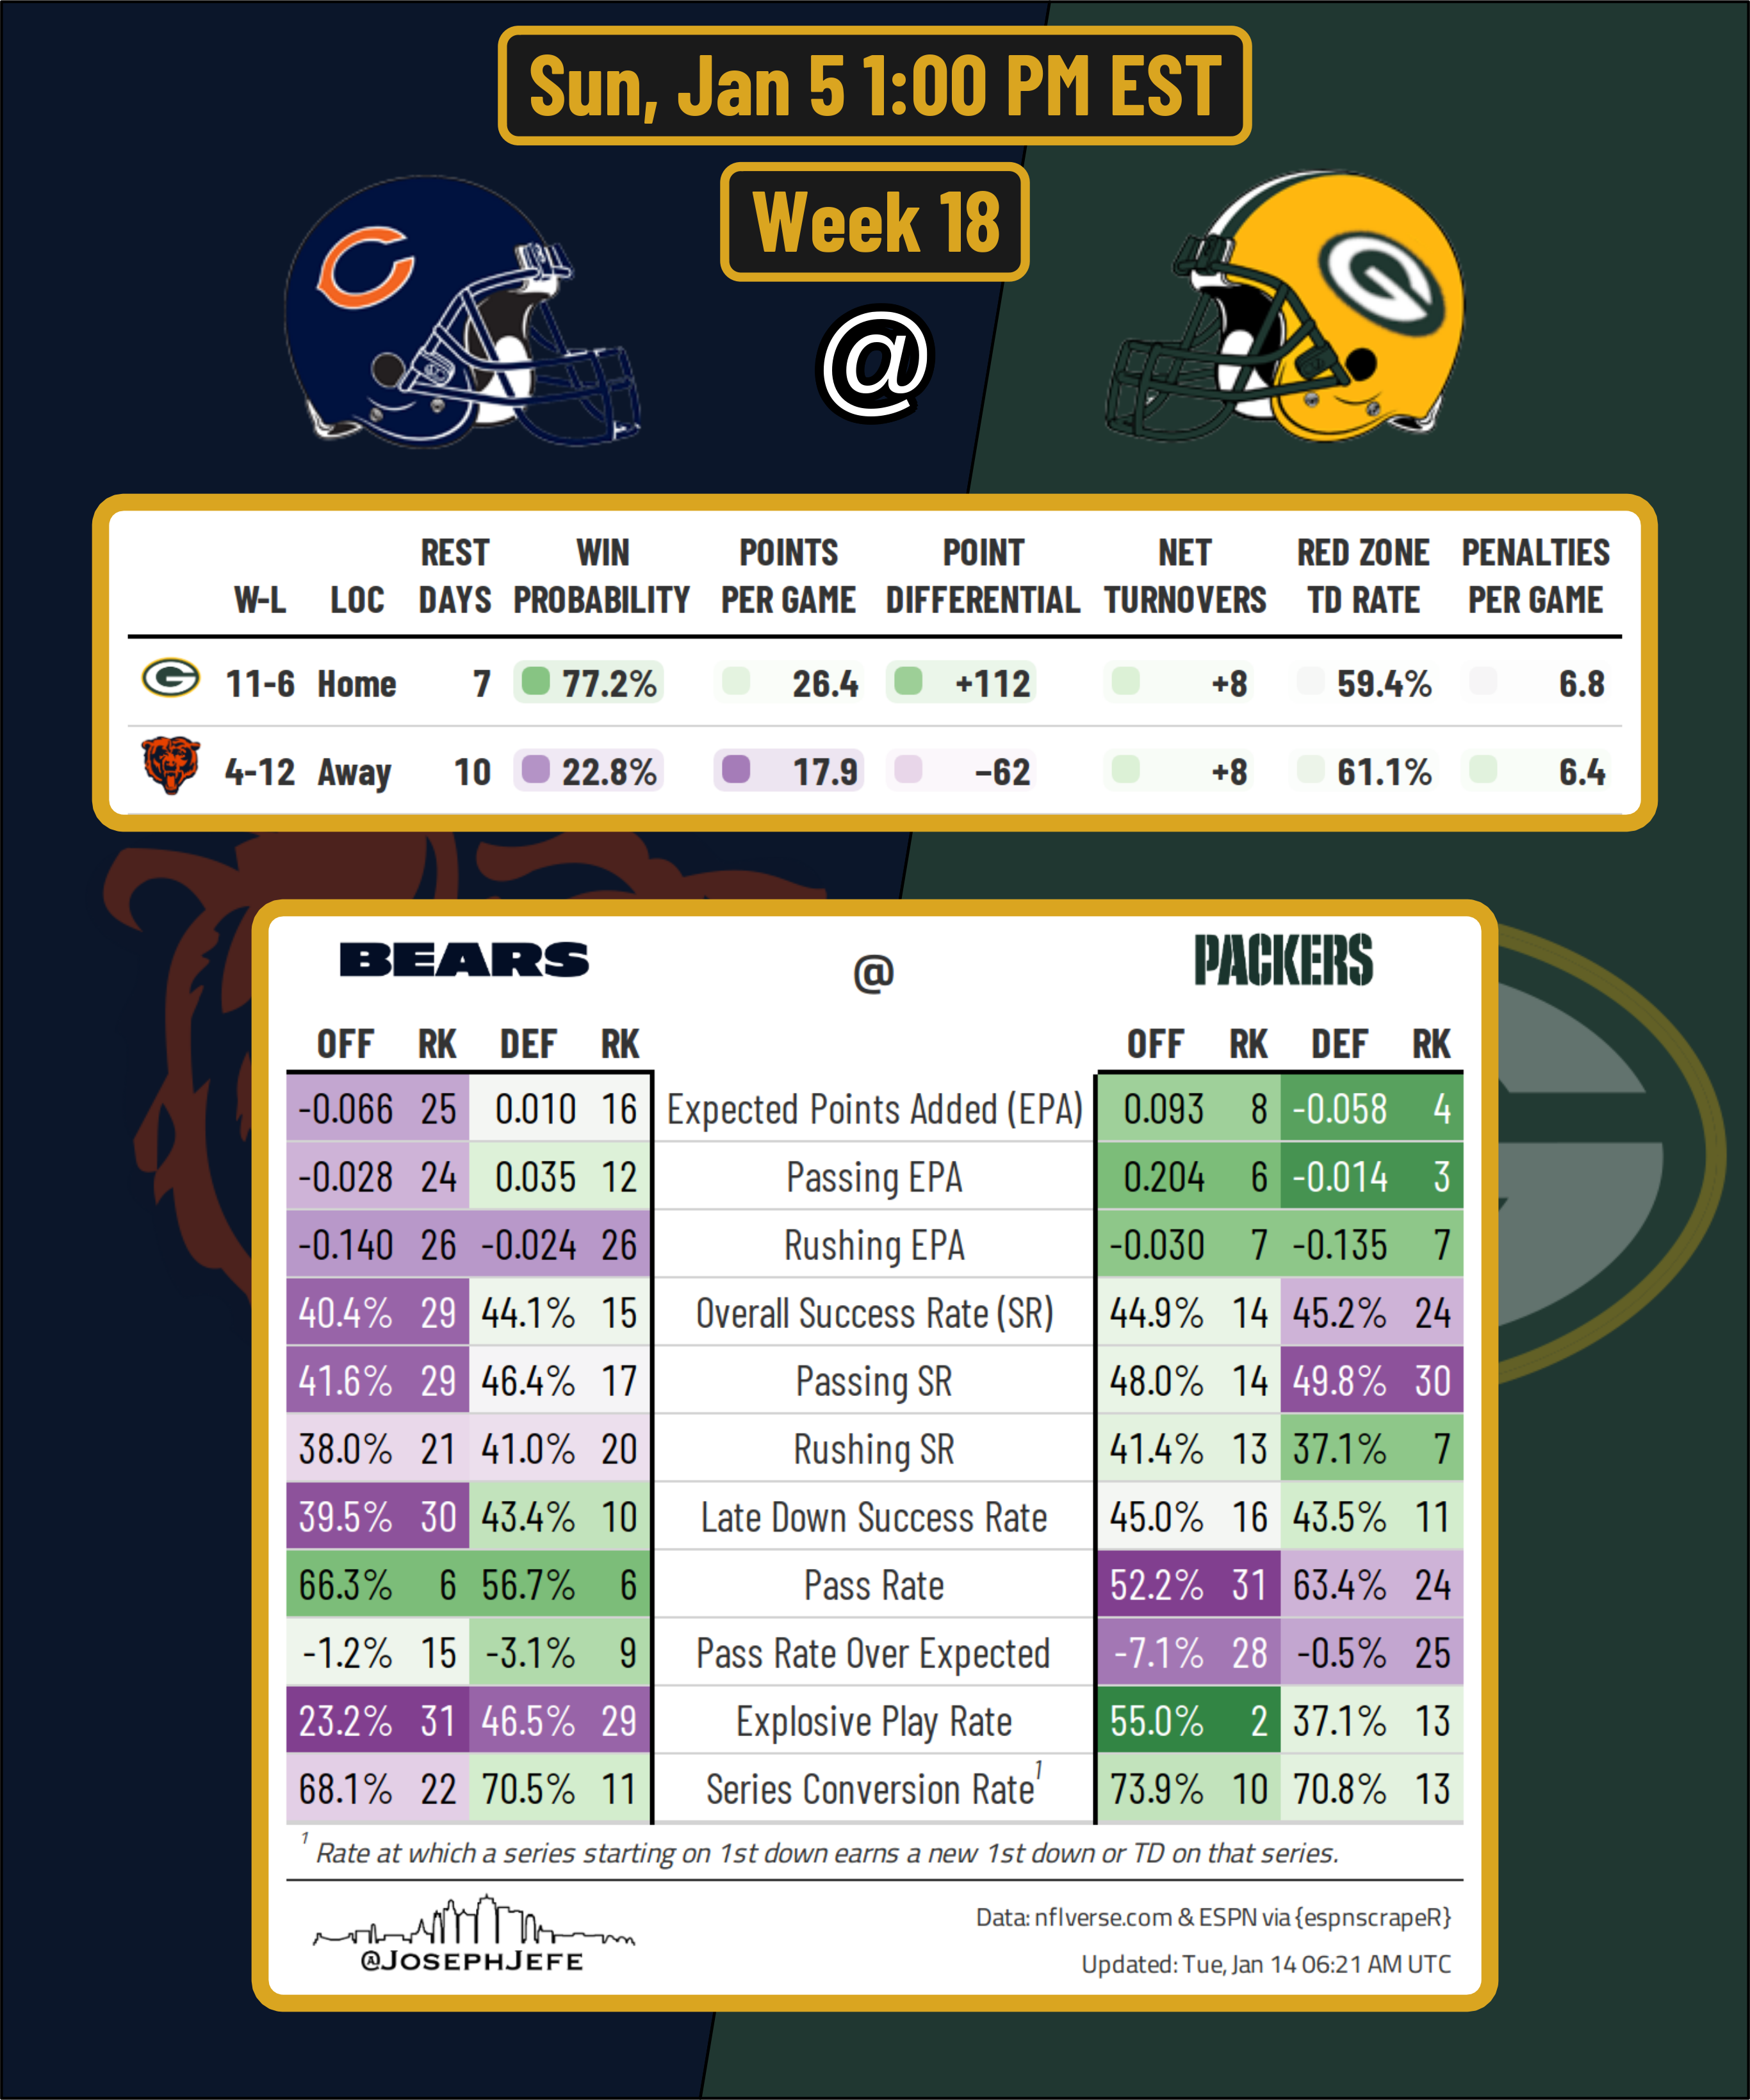 Sun, Jan 5 1:00 PM EST
Week 18
@
REST WIN POINTS POINT NET RED ZONE PENALTIES
W-L LOC DAYS PROBABILITY PER GAME DIFFERENTIAL TURNOVERS TD RATE PER GAME
G 11-6 Home 7 77.2% 26.4 +112 +8 59.4% 6.8
4-12 Away 10 22.8% 17.9 −62 +8 61.1% 6.4
BEARS @ PACKERS
OFF RK DEF RK OFF RK DEF RK
-0.066 25 0.010 16 Expected Points Added (EPA) 0.093 8 -0.058 4
-0.028 24 0.035 12 Passing EPA 0.204 6 -0.014 3
-0.140 26 -0.024 26 Rushing EPA -0.030 7 -0.135 7
40.4% 29 44.1% 15 Overall Success Rate (SR) 44.9% 14 45.2% 24
41.6% 29 46.4% 17 Passing SR 48.0% 14 49.8% 30
38.0% 21 41.0% 20 Rushing SR 41.4% 13 37.1% 7
39.5% 30 43.4% 10 Late Down Success Rate 45.0% 16 43.5% 11
66.3% 6 56.7% 6 Pass Rate 52.2% 31 63.4% 24
-1.2% 15 -3.1% 9 Pass Rate Over Expected -7.1% 28 -0.5% 25
23.2% 31 46.5% 29 Explosive Play Rate 55.0% 2 37.1% 13
68.1% 22 70.5% 11 Series Conversion Rate¹ 73.9% 10 70.8% 13
¹ Rate at which a series starting on 1st down earns a new 1st down or TD on that series.
@JOSEPHJEFE
Data: nflverse.com & ESPN via {espnscrapeR}
Updated: Tue, Jan 14 06:21 AM UTC